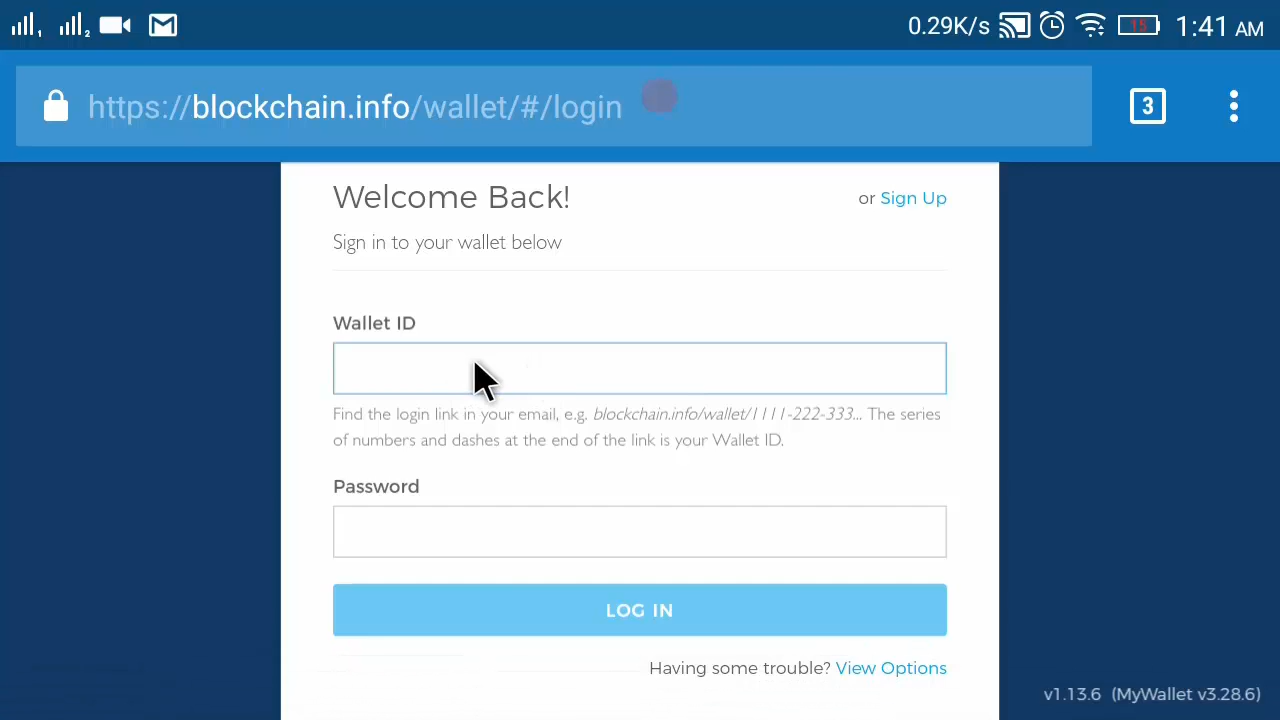 1 2 0.29K/s 15 1:41 AM
https://blockchain.info/wallet/#/login 3
Welcome Back! or Sign Up
Sign in to your wallet below
Wallet ID
Find the login link in your email, e.g. blockchain.info/wallet/1111-222-333... The series
of numbers and dashes at the end of the link is your Wallet ID.
Password
LOG IN
Having some trouble? View Options
v1.13.6 (MyWallet v3.28.6)